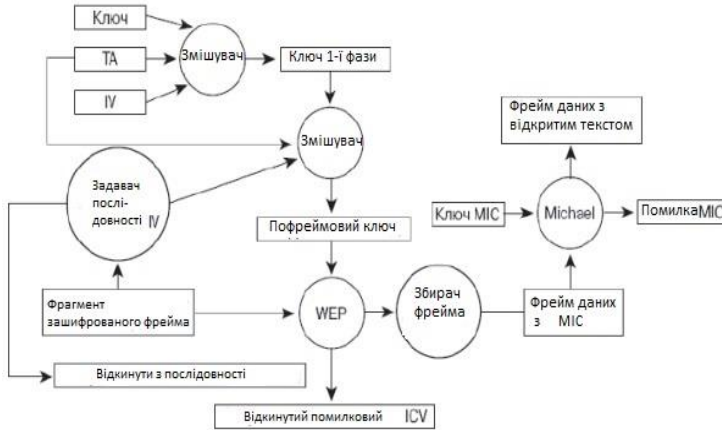 Ключ
Змішувач
TA
Ключ 1-ї фази
IV
Фрейм даних з
відкритим текстом
Змішувач
Задавач
послі-
довності IV
Ключ MIC
Michael
ПомилкаMIC
Пофреймовий ключ
Фрагмент
зашифрованого фрейма
WEP
Збирач
фрейма
Фрейм даних
з MIC
Відкинути з послідовності
Відкинутий помилковий ICV